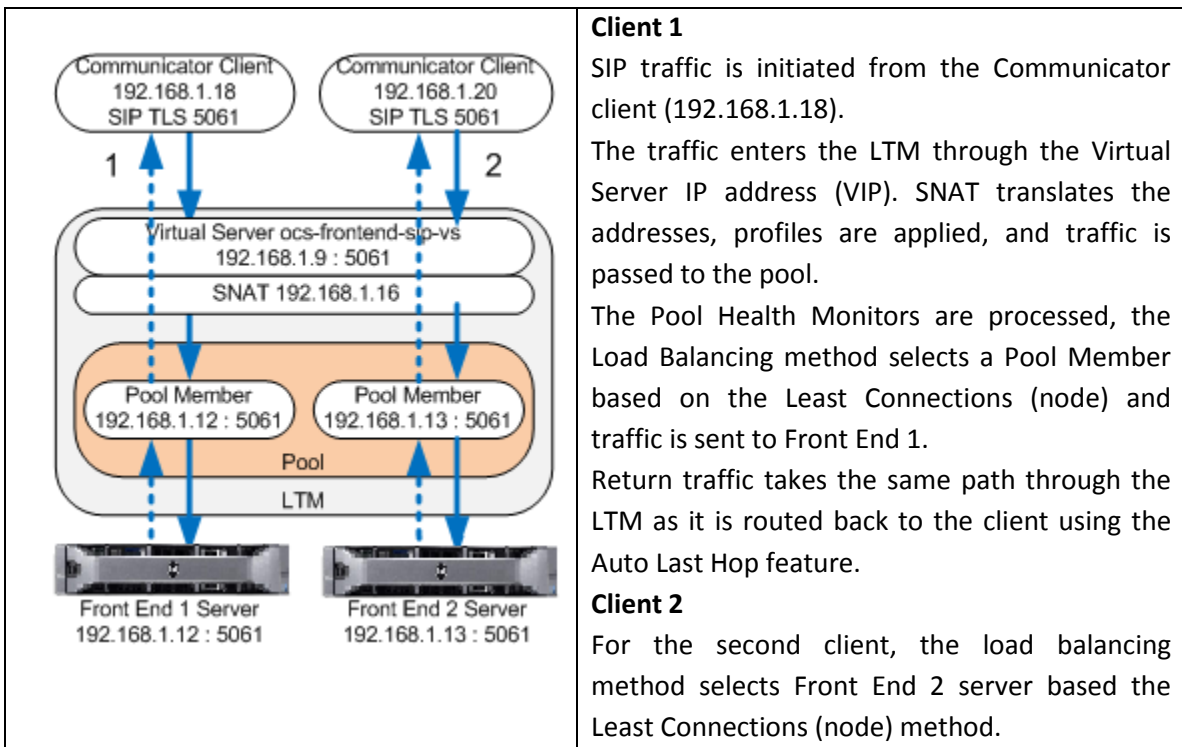 Communicator Client
192.168.1.18
SIP TLS 5061
Communicator Client
192.168.1.20
SIP TLS 5061
1
2
Virtual Server ocs-frontend-sip-vs
192.168.1.9 : 5061
SNAT 192.168.1.16
Pool Member
192.168.1.12 : 5061
Pool Member
192.168.1.13 : 5061
Pool
LTM
Front End 1 Server
192.168.1.12 : 5061
Front End 2 Server
192.168.1.13 : 5061
Client 1
SIP traffic is initiated from the Communicator
client (192.168.1.18).
The traffic enters the LTM through the Virtual
Server IP address (VIP). SNAT translates the
addresses, profiles are applied, and traffic is
passed to the pool.
The Pool Health Monitors are processed, the
Load Balancing method selects a Pool Member
based on the Least Connections (node) and
traffic is sent to Front End 1.
Return traffic takes the same path through the
LTM as it is routed back to the client using the
Auto Last Hop feature.
Client 2
For the second client, the load balancing
method selects Front End 2 server based the
Least Connections (node) method.